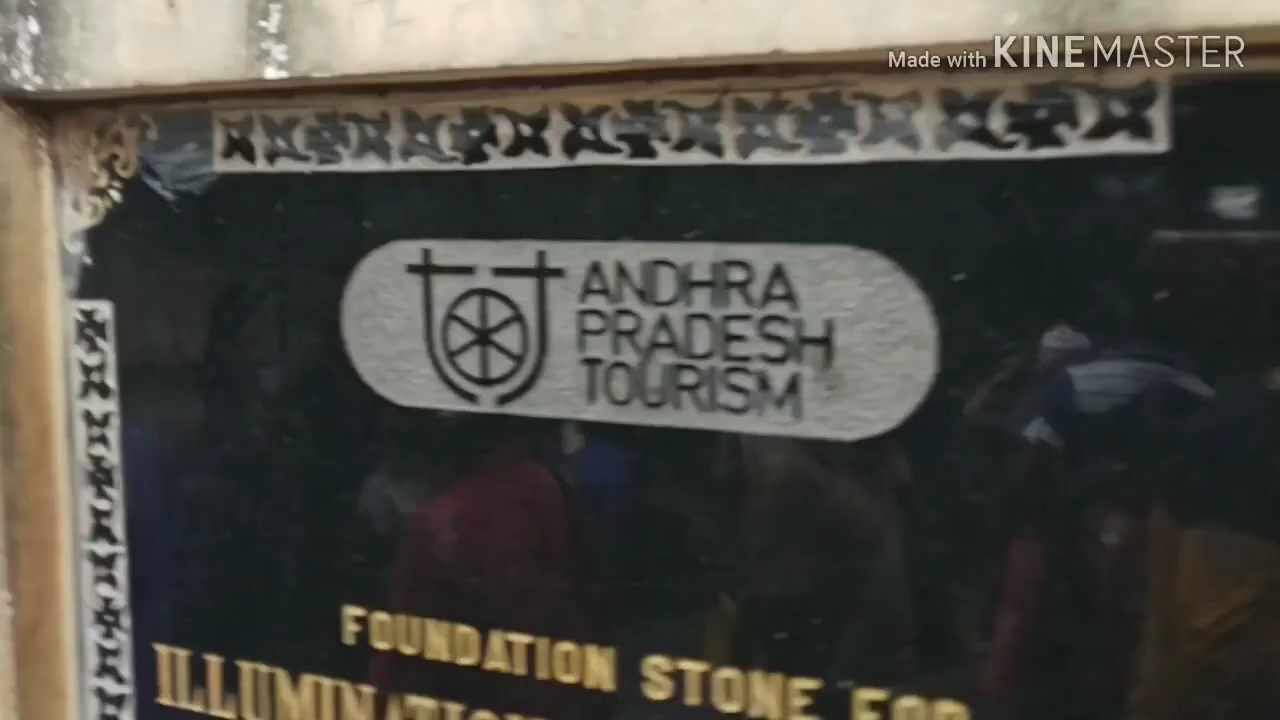 Made with KINEMASTER
ANDHRA
PRADESH
TOURISM
FOUNDATION STONE FOR